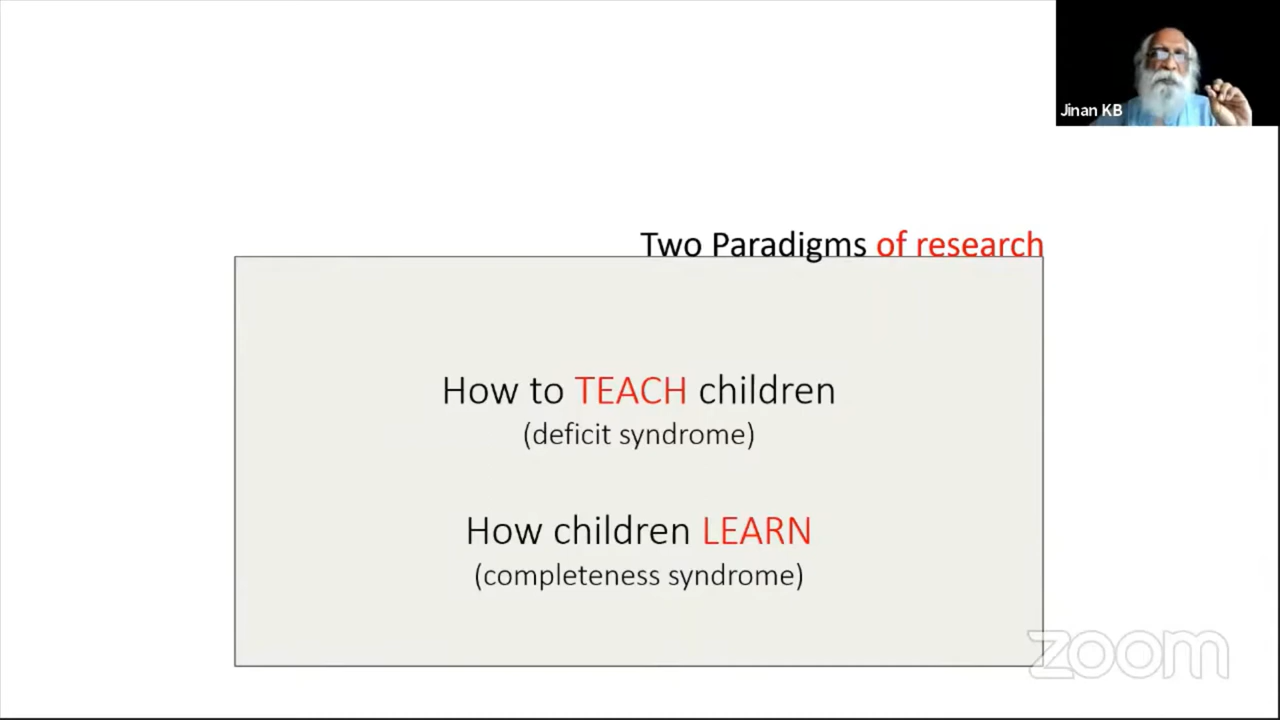 Jinan KB
Two Paradigms of research
How to TEACH children
(deficit syndrome)
How children LEARN
(completeness syndrome)
zoom